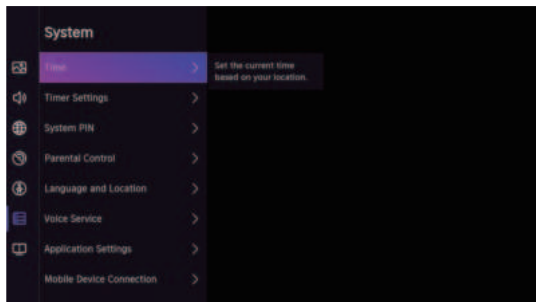 System
Time
Set the current time
based on your location.
Timer Settings
System PIN
Parental Control
Language and Location
Voice Service
Application Settings
Mobile Device Connection